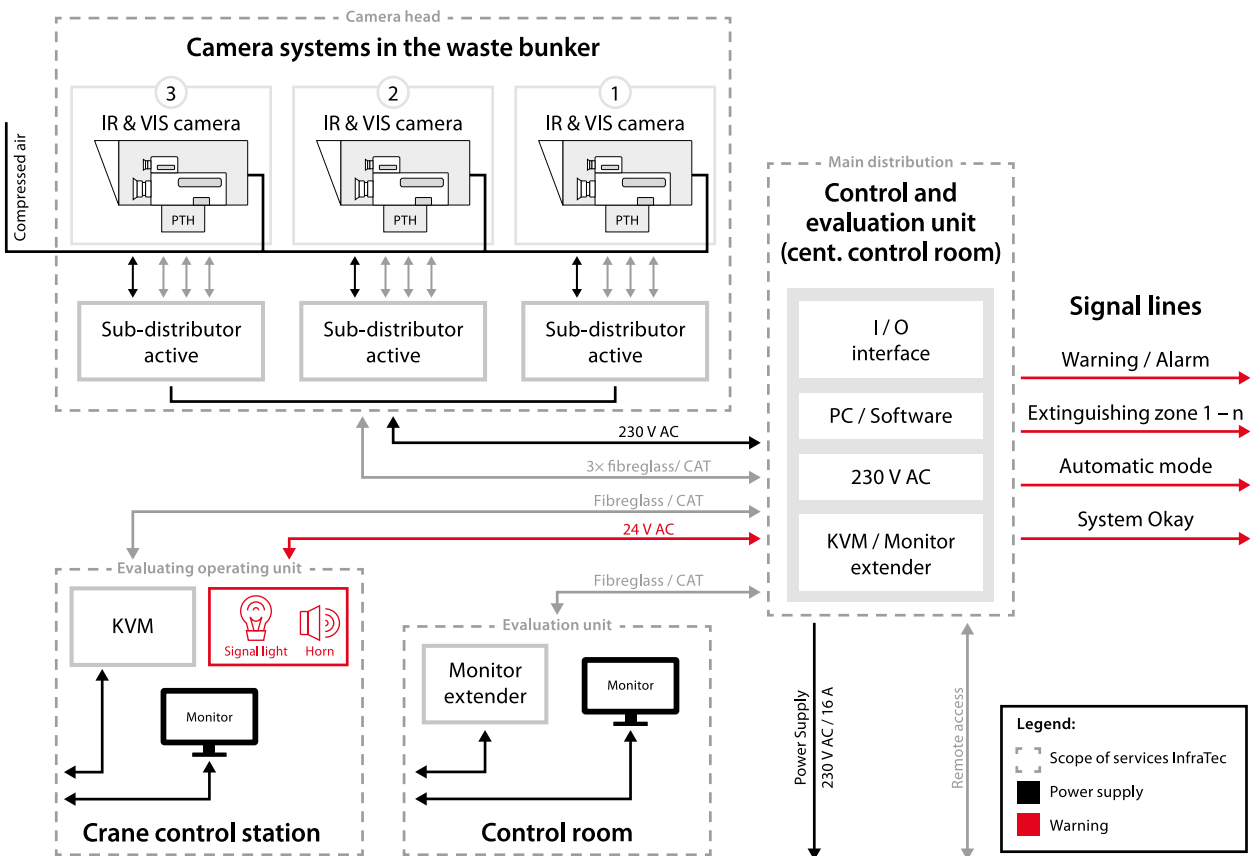 Camera head
Camera systems in the waste bunker
3
IR & VIS camera
PTH
2
IR & VIS camera
PTH
1
IR & VIS camera
PTH
Compressed air
Sub-distributor
active
Sub-distributor
active
Sub-distributor
active
230 V AC
3× fibreglass/ CAT
Fibreglass / CAT
24 V AC
Fibreglass / CAT
Main distribution
Control and
evaluation unit
(cent. control room)
I / O
interface
PC / Software
230 V AC
KVM / Monitor
extender
Signal lines
Warning / Alarm
Extinguishing zone 1 – n
Automatic mode
System Okay
Evaluating operating unit
KVM
Signal light
Horn
Monitor
Crane control station
Evaluation unit
Monitor
extender
Monitor
Control room
Power Supply
230 V AC / 16 A
Remote access
Legend:
Scope of services InfraTec
Power supply
Warning